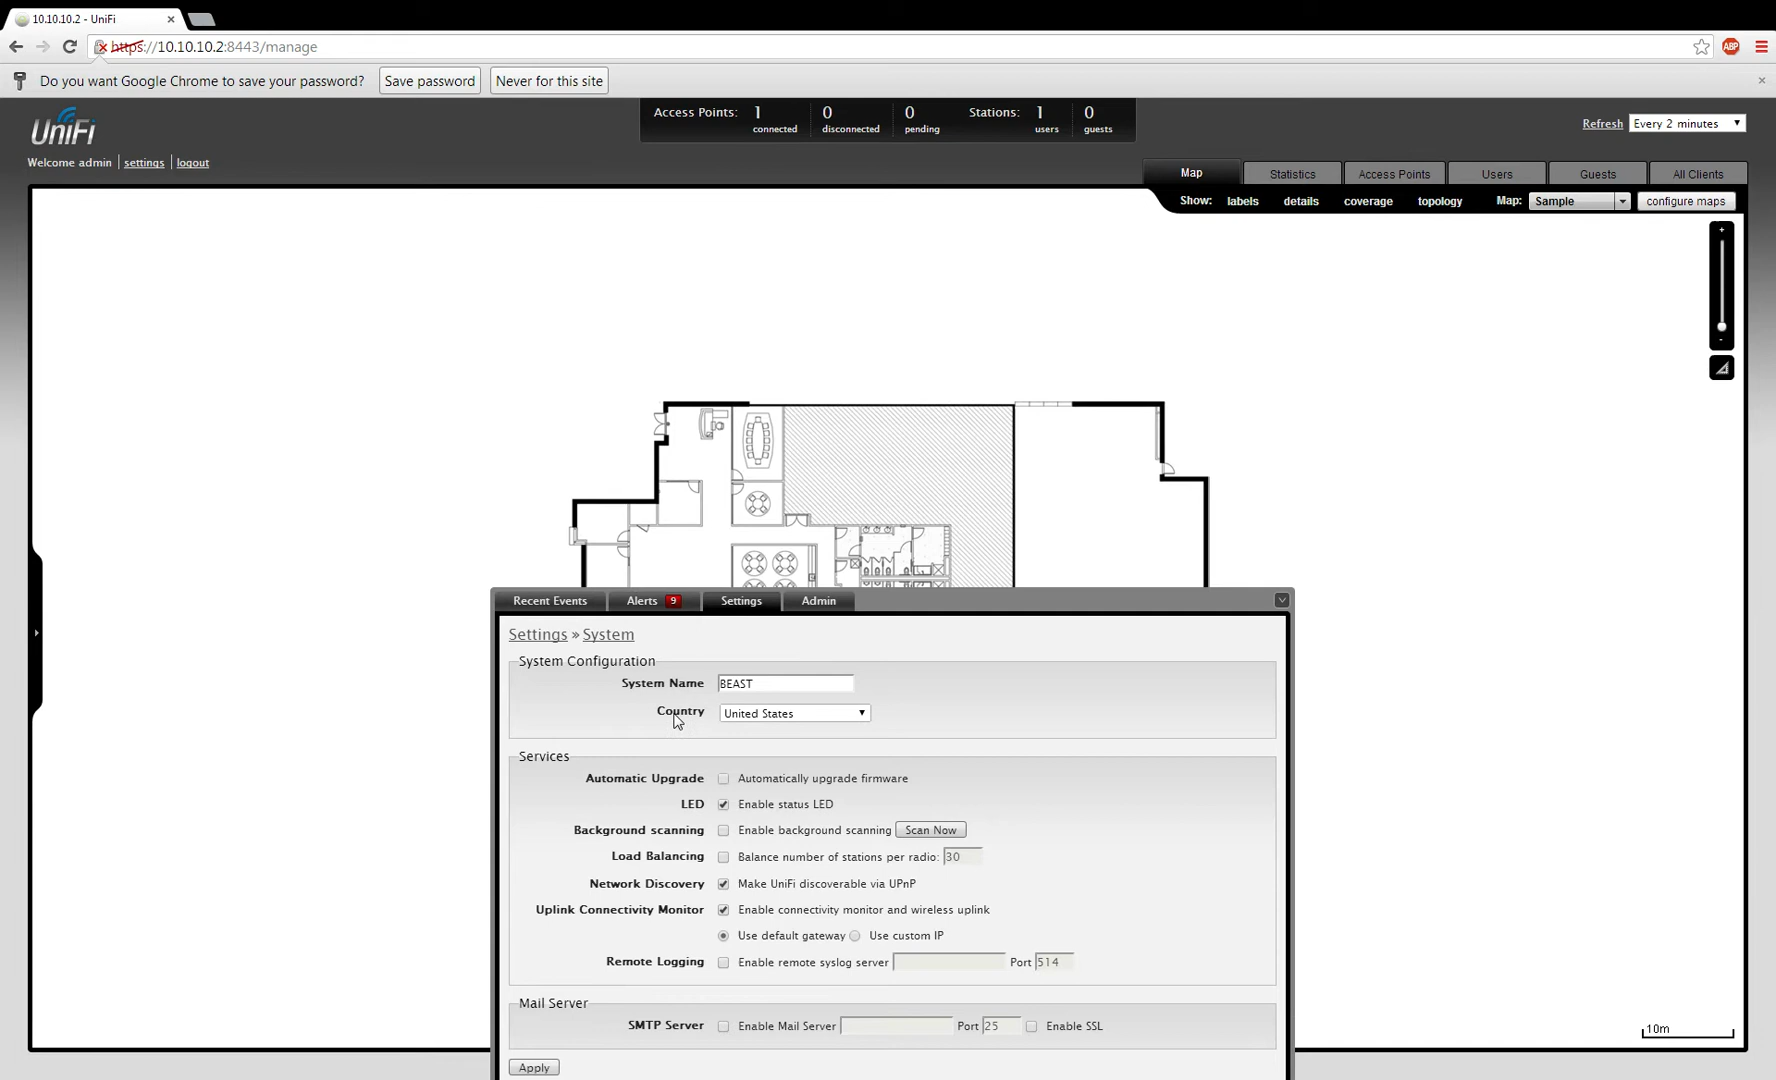 10.10.10.2 - UniFi ×
https://10.10.10.2:8443/manage ABP
Do you want Google Chrome to save your password? Save password Never for this site ×
UniFi
Access Points: 1 connected 0 disconnected 0 pending Stations: 1 users 0 guests
Refresh Every 2 minutes
Welcome admin settings logout
Map Statistics Access Points Users Guests All Clients
Show: labels details coverage topology Map: Sample configure maps
+
-
Recent Events Alerts 9 Settings Admin
Settings » System
System Configuration
System Name BEAST
Country United States
Services
Automatic Upgrade Automatically upgrade firmware
LED Enable status LED
Background scanning Enable background scanning Scan Now
Load Balancing Balance number of stations per radio: 30
Network Discovery Make UniFi discoverable via UPnP
Uplink Connectivity Monitor Enable connectivity monitor and wireless uplink
Use default gateway Use custom IP
Remote Logging Enable remote syslog server Port 514
Mail Server
SMTP Server Enable Mail Server Port 25 Enable SSL
10m
Apply